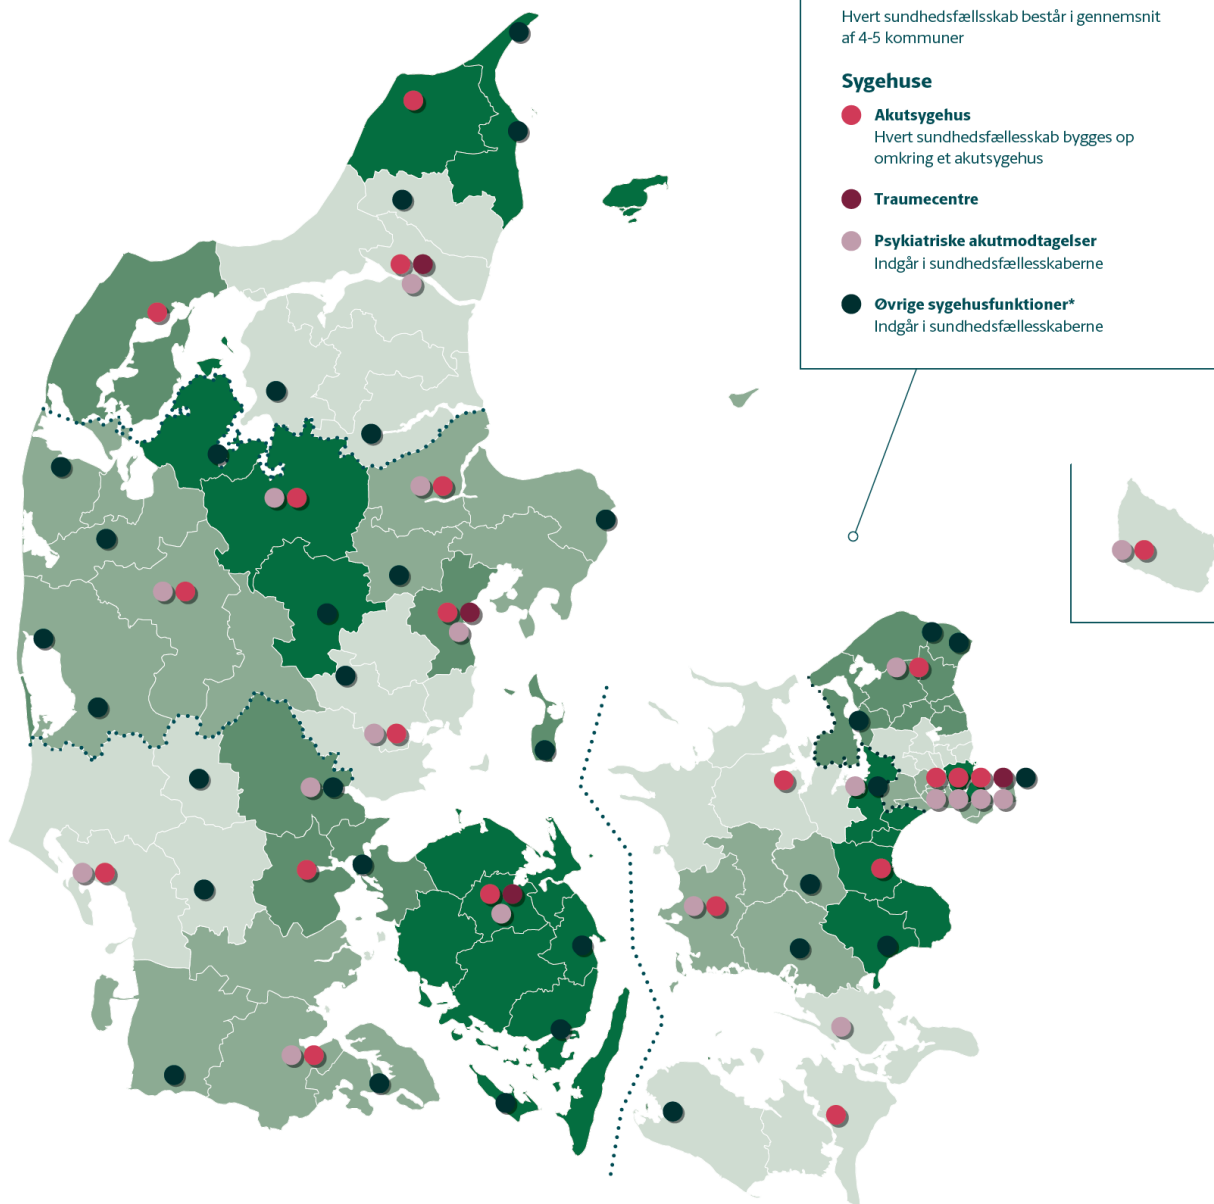 Hvert sundhedsfællsskab består i gennemsnit
af 4-5 kommuner
Sygehuse
Akutsygehus
Hvert sundhedsfællesskab bygges op
omkring et akutsygehus
Traumecentre
Psykiatriske akutmodtagelser
Indgår i sundhedsfællesskaberne
Øvrige sygehusfunktioner*
Indgår i sundhedsfællesskaberne